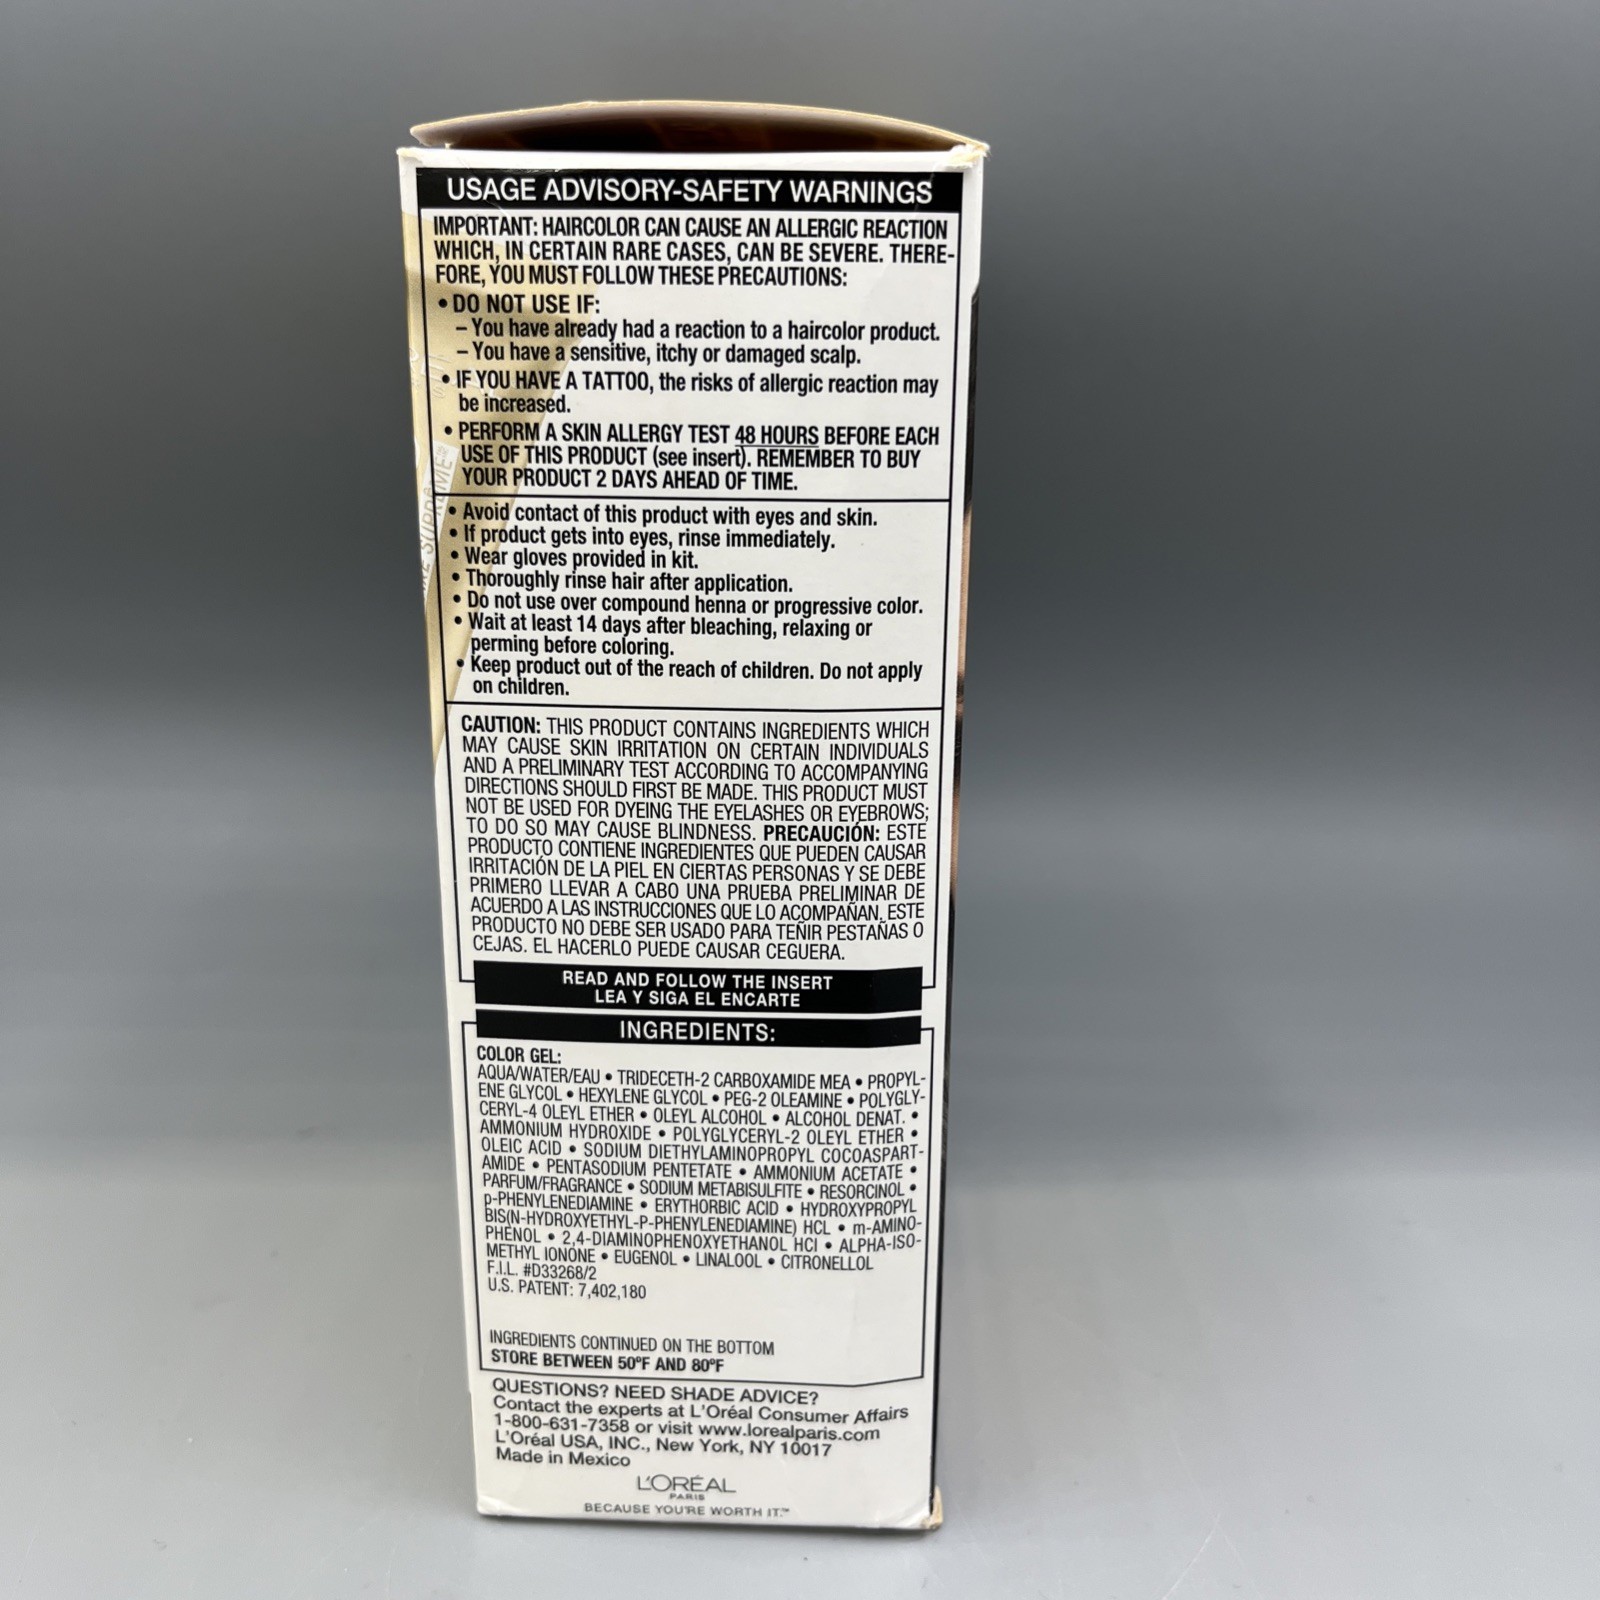 USAGE ADVISORY-SAFETY WARNINGS
IMPORTANT: HAIRCOLOR CAN CAUSE AN ALLERGIC REACTION
WHICH, IN CERTAIN RARE CASES, CAN BE SEVERE. THERE-
FORE, YOU MUST FOLLOW THESE PRECAUTIONS:
• DO NOT USE IF:
– You have already had a reaction to a haircolor product.
– You have a sensitive, itchy or damaged scalp.
• IF YOU HAVE A TATTOO, the risks of allergic reaction may
be increased.
• PERFORM A SKIN ALLERGY TEST 48 HOURS BEFORE EACH
USE OF THIS PRODUCT (see insert). REMEMBER TO BUY
YOUR PRODUCT 2 DAYS AHEAD OF TIME.
• Avoid contact of this product with eyes and skin.
• If product gets into eyes, rinse immediately.
• Wear gloves provided in kit.
• Thoroughly rinse hair after application.
• Do not use over compound henna or progressive color.
• Wait at least 14 days after bleaching, relaxing or
perming before coloring.
• Keep product out of the reach of children. Do not apply
on children.
CAUTION: THIS PRODUCT CONTAINS INGREDIENTS WHICH
MAY CAUSE SKIN IRRITATION ON CERTAIN INDIVIDUALS
AND A PRELIMINARY TEST ACCORDING TO ACCOMPANYING
DIRECTIONS SHOULD FIRST BE MADE. THIS PRODUCT MUST
NOT BE USED FOR DYEING THE EYELASHES OR EYEBROWS;
TO DO SO MAY CAUSE BLINDNESS. PRECAUCIÓN: ESTE
PRODUCTO CONTIENE INGREDIENTES QUE PUEDEN CAUSAR
IRRITACIÓN DE LA PIEL EN CIERTAS PERSONAS Y SE DEBE
PRIMERO LLEVAR A CABO UNA PRUEBA PRELIMINAR DE
ACUERDO A LAS INSTRUCCIONES QUE LO ACOMPAÑAN. ESTE
PRODUCTO NO DEBE SER USADO PARA TEÑIR PESTAÑAS O
CEJAS. EL HACERLO PUEDE CAUSAR CEGUERA.
READ AND FOLLOW THE INSERT
LEA Y SIGA EL ENCARTE
INGREDIENTS:
COLOR GEL:
AQUA/WATER/EAU • TRIDECETH-2 CARBOXAMIDE MEA • PROPYL-
ENE GLYCOL • HEXYLENE GLYCOL • PEG-2 OLEAMINE • POLYGLY-
CERYL-4 OLEYL ETHER • OLEYL ALCOHOL • ALCOHOL DENAT. •
AMMONIUM HYDROXIDE • POLYGLYCERYL-2 OLEYL ETHER •
OLEIC ACID • SODIUM DIETHYLAMINOPROPYL COCOASPART-
AMIDE • PENTASODIUM PENTETATE • AMMONIUM ACETATE •
PARFUM/FRAGRANCE • SODIUM METABISULFITE • RESORCINOL •
p-PHENYLENEDIAMINE • ERYTHORBIC ACID • HYDROXYPROPYL
BIS(N-HYDROXYETHYL-P-PHENYLENEDIAMINE) HCL • m-AMINO-
PHENOL • 2,4-DIAMINOPHENOXYETHANOL HCl • ALPHA-ISO-
METHYL IONONE • EUGENOL • LINALOOL • CITRONELLOL
F.I.L. #D33268/2
U.S. PATENT: 7,402,180
INGREDIENTS CONTINUED ON THE BOTTOM
STORE BETWEEN 50ºF AND 80ºF
QUESTIONS? NEED SHADE ADVICE?
Contact the experts at L'Oréal Consumer Affairs
1-800-631-7358 or visit www.lorealparis.com
L'Oréal USA, INC., New York, NY 10017
Made in Mexico
L'ORÉAL
PARIS
BECAUSE YOU'RE WORTH IT.™